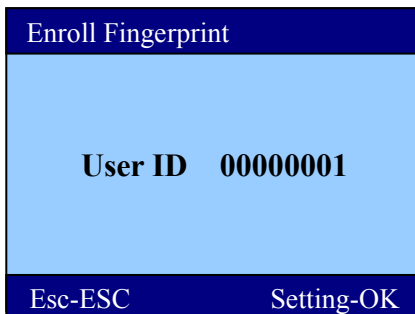 Enroll Fingerprint
User ID 00000001
Esc-ESC Setting-OK